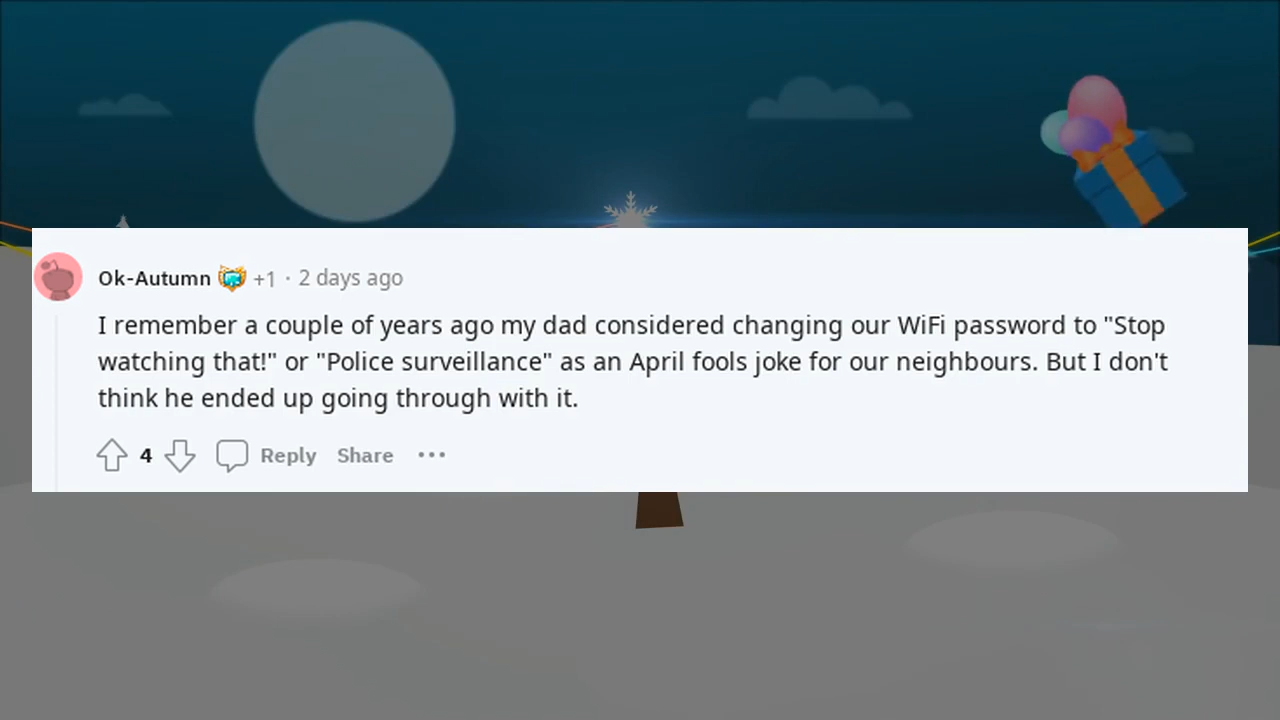 Ok-Autumn +1 · 2 days ago
I remember a couple of years ago my dad considered changing our WiFi password to "Stop
watching that!" or "Police surveillance" as an April fools joke for our neighbours. But I don't
think he ended up going through with it.
4 Reply Share ···